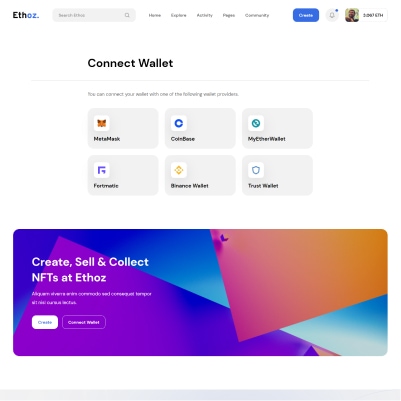 Ethoz.
Search Ethoz
Home
Explore
Activity
Pages
Community
Create
3.097 ETH
Connect Wallet
You can connect your wallet with one of the following wallet providers.
MetaMask
CoinBase
MyEtherWallet
Fortmatic
Binance Wallet
Trust Wallet
Create, Sell & Collect
NFTs at Ethoz
Aliquam viverra enim commodo sed consequat tempor
sit nisi cursus lectus.
Create
Connect Wallet